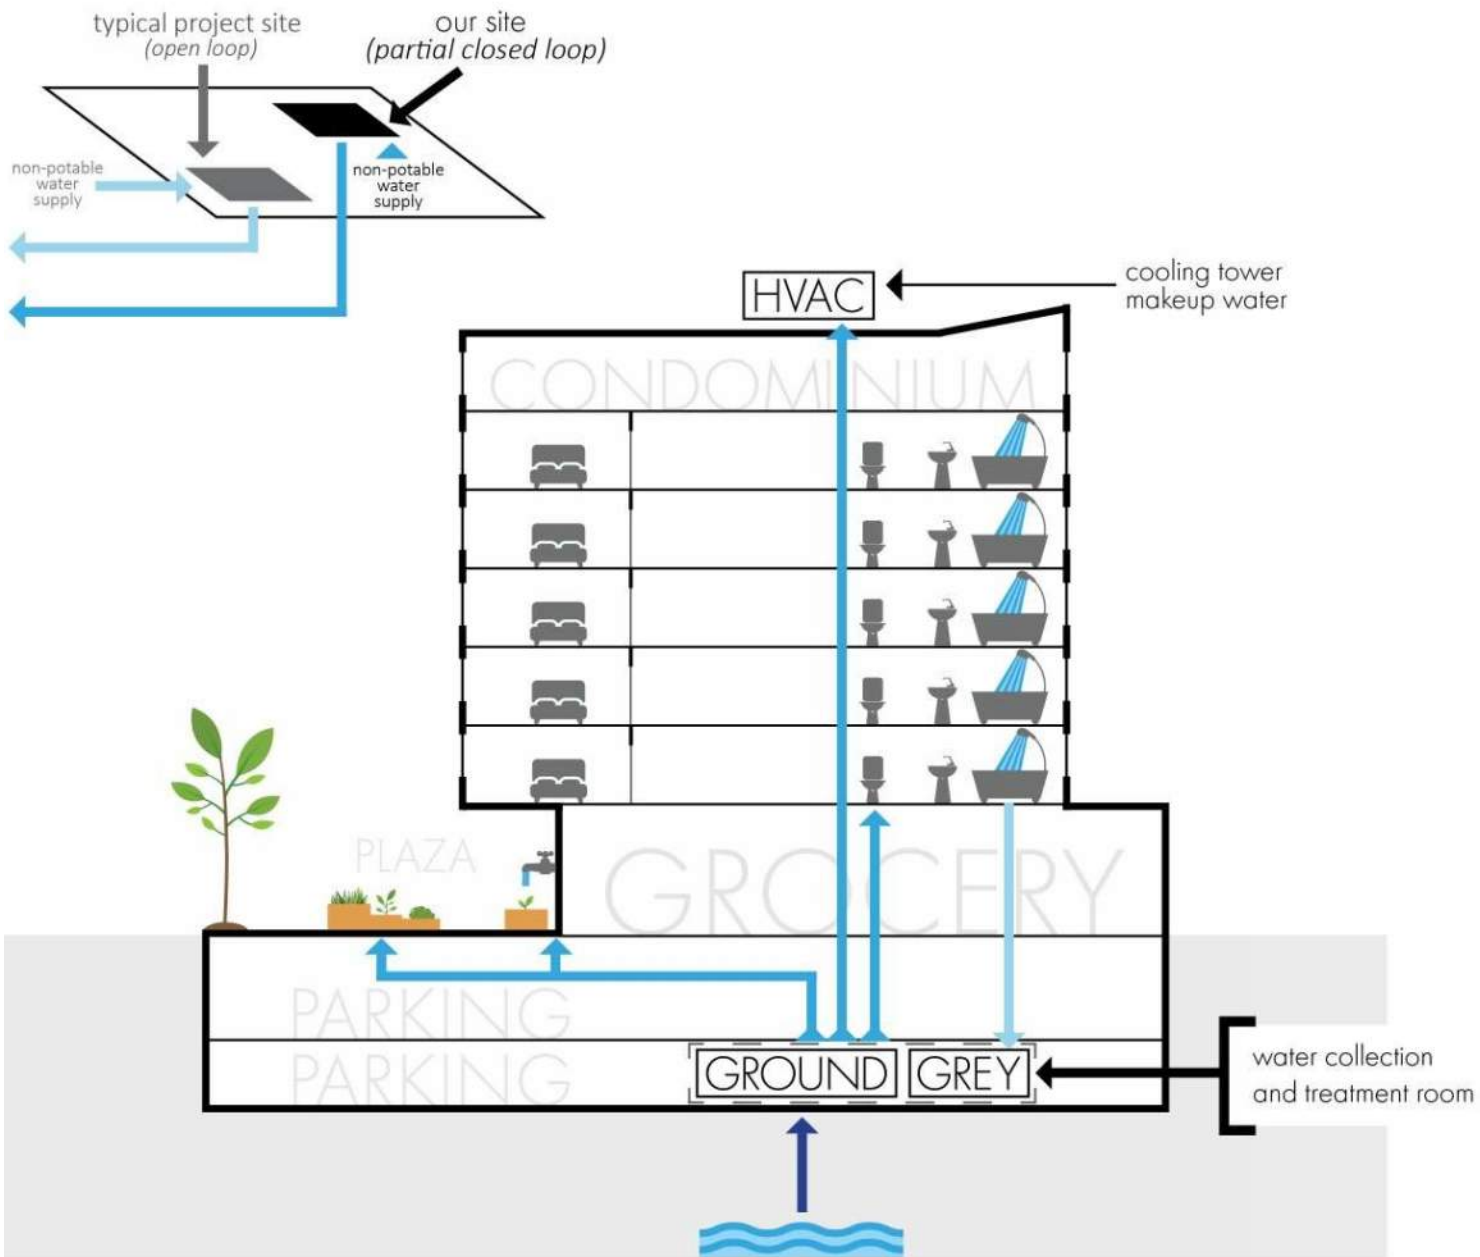 typical project site
(open loop)
our site
(partial closed loop)
non-potable
water
supply
non-potable
water
supply
HVAC
cooling tower
makeup water
CONDOMINIUM
PLAZA
GROCERY
PARKING
PARKING
GROUND
GREY
water collection
and treatment room